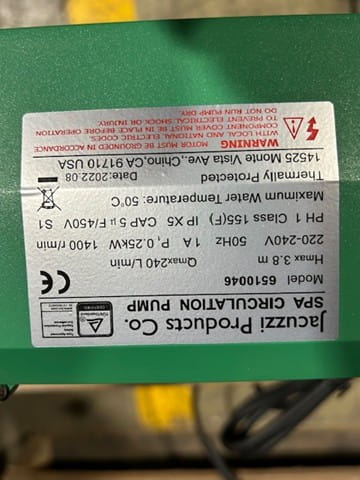 Jacuzzi Products Co.
SPA CIRCULATION PUMP
Model 6510046
Hmax 3.8 m Qmax240 L/min
220-240V 50Hz 1A P₁ 0.25kW 1400 r/min
PH 1 Class 155(F) IP X5 CAP 5 μ F/450V S1
Maximum Water Temperature: 50°C
Thermally Protected Date:2022.08
14525 Monte Vista Ave.,Chino,CA 91710 USA
WARNING
MOTOR MUST BE GROUNDED IN ACCORDANCE
WITH LOCAL AND NATIONAL ELECTRIC CODES.
COMPONENT COVER MUST BE IN PLACE BEFORE OPERATION
TO PREVENT ELECTRICAL SHOCK OR INJURY.
DO NOT RUN PUMP DRY